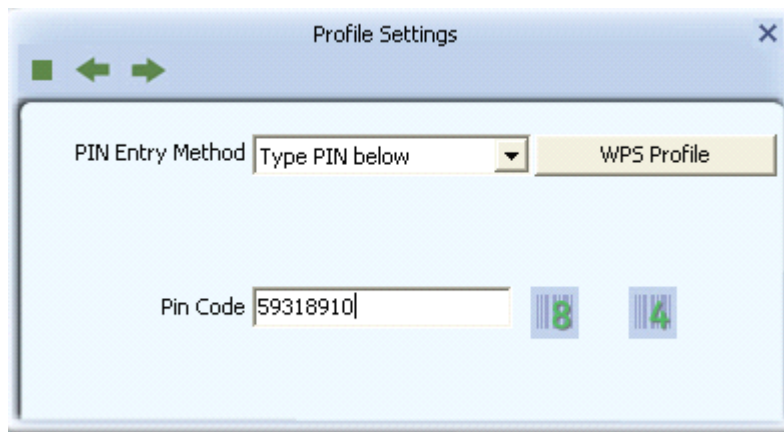 Profile Settings
PIN Entry Method Type PIN below WPS Profile
Pin Code 59318910 8 4